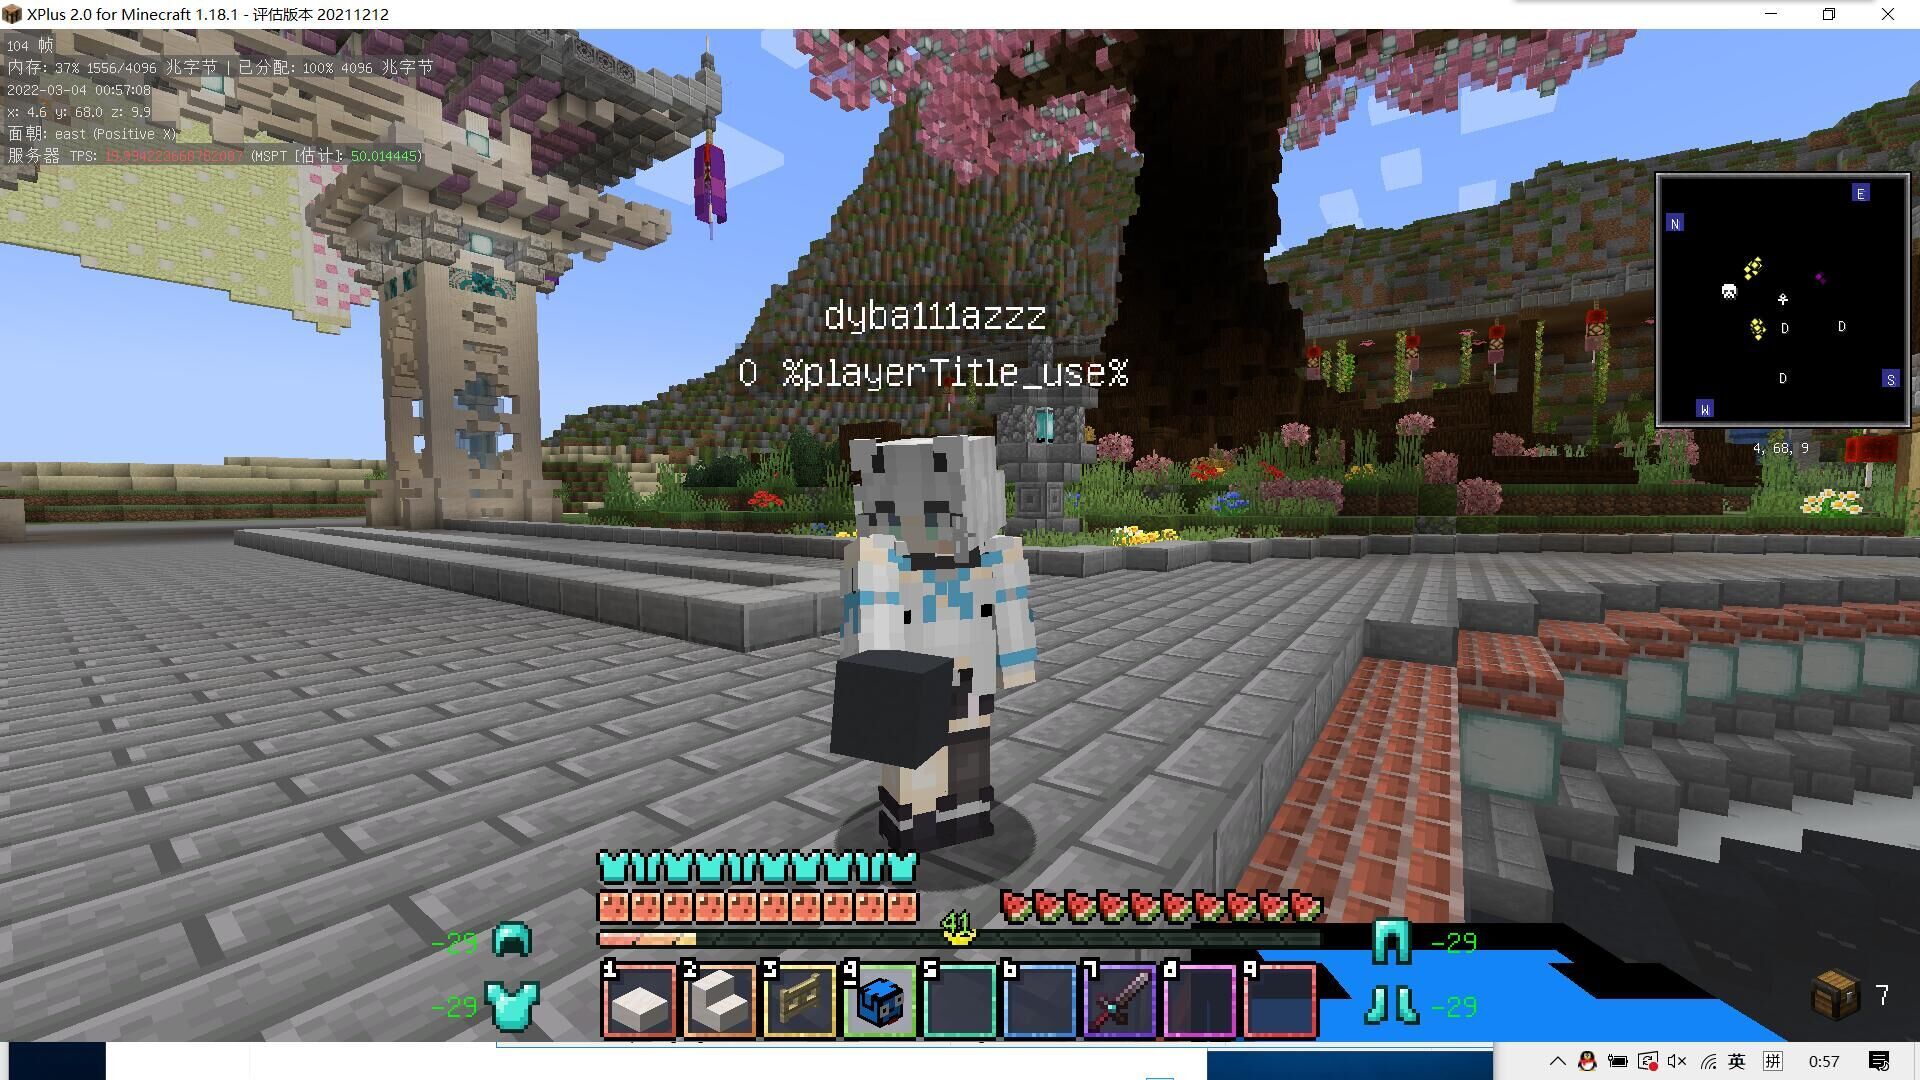 XPlus 2.0 for Minecraft 1.18.1 - 评估版本 20211212
104 帧
内存: 37% 1556/4096 兆字节 | 已分配: 100% 4096 兆字节
2022-03-04 00:57:08
x: 4.6 y: 68.0 z: 9.9
面朝: east (Positive X)
服务器 TPS: (MSPT [估计]: 50.014445)
E
N
D
D
D
S
W
4, 68, 9
dyba111azzz
0 %playerTitle_use%
41
-29
-29
-29
-29
1 2 3 4 5 6 7 8 9
7
英 拼 0:57